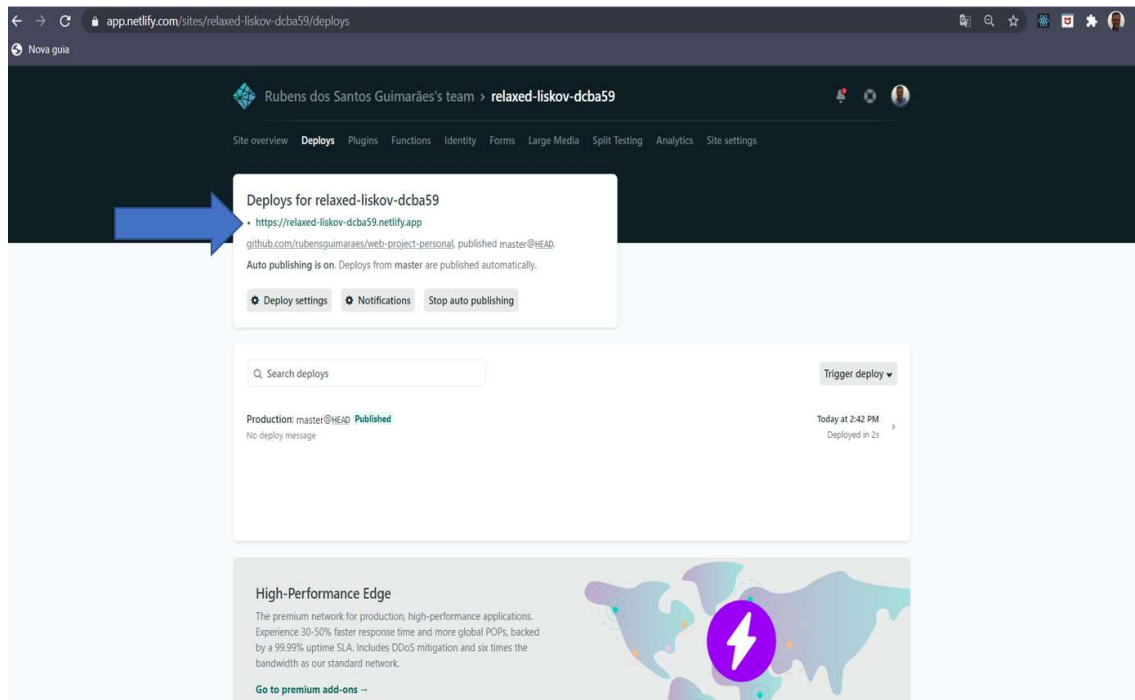 app.netlify.com/sites/relaxed-liskov-dcba59/deploys
Nova guia
Rubens dos Santos Guimarães's team › relaxed-liskov-dcba59
Site overview Deploys Plugins Functions Identity Forms Large Media Split Testing Analytics Site settings
Deploys for relaxed-liskov-dcba59
• https://relaxed-liskov-dcba59.netlify.app
github.com/rubensguimaraes/web-project-personal, published master@HEAD.
Auto publishing is on. Deploys from master are published automatically.
Deploy settings Notifications Stop auto publishing
Search deploys Trigger deploy
Production: master@HEAD Published Today at 2:42 PM
No deploy message Deployed in 2s
High-Performance Edge
The premium network for production, high-performance applications.
Experience 30-50% faster response time and more global POPs, backed
by a 99.99% uptime SLA. Includes DDoS mitigation and six times the
bandwidth as our standard network.
Go to premium add-ons →